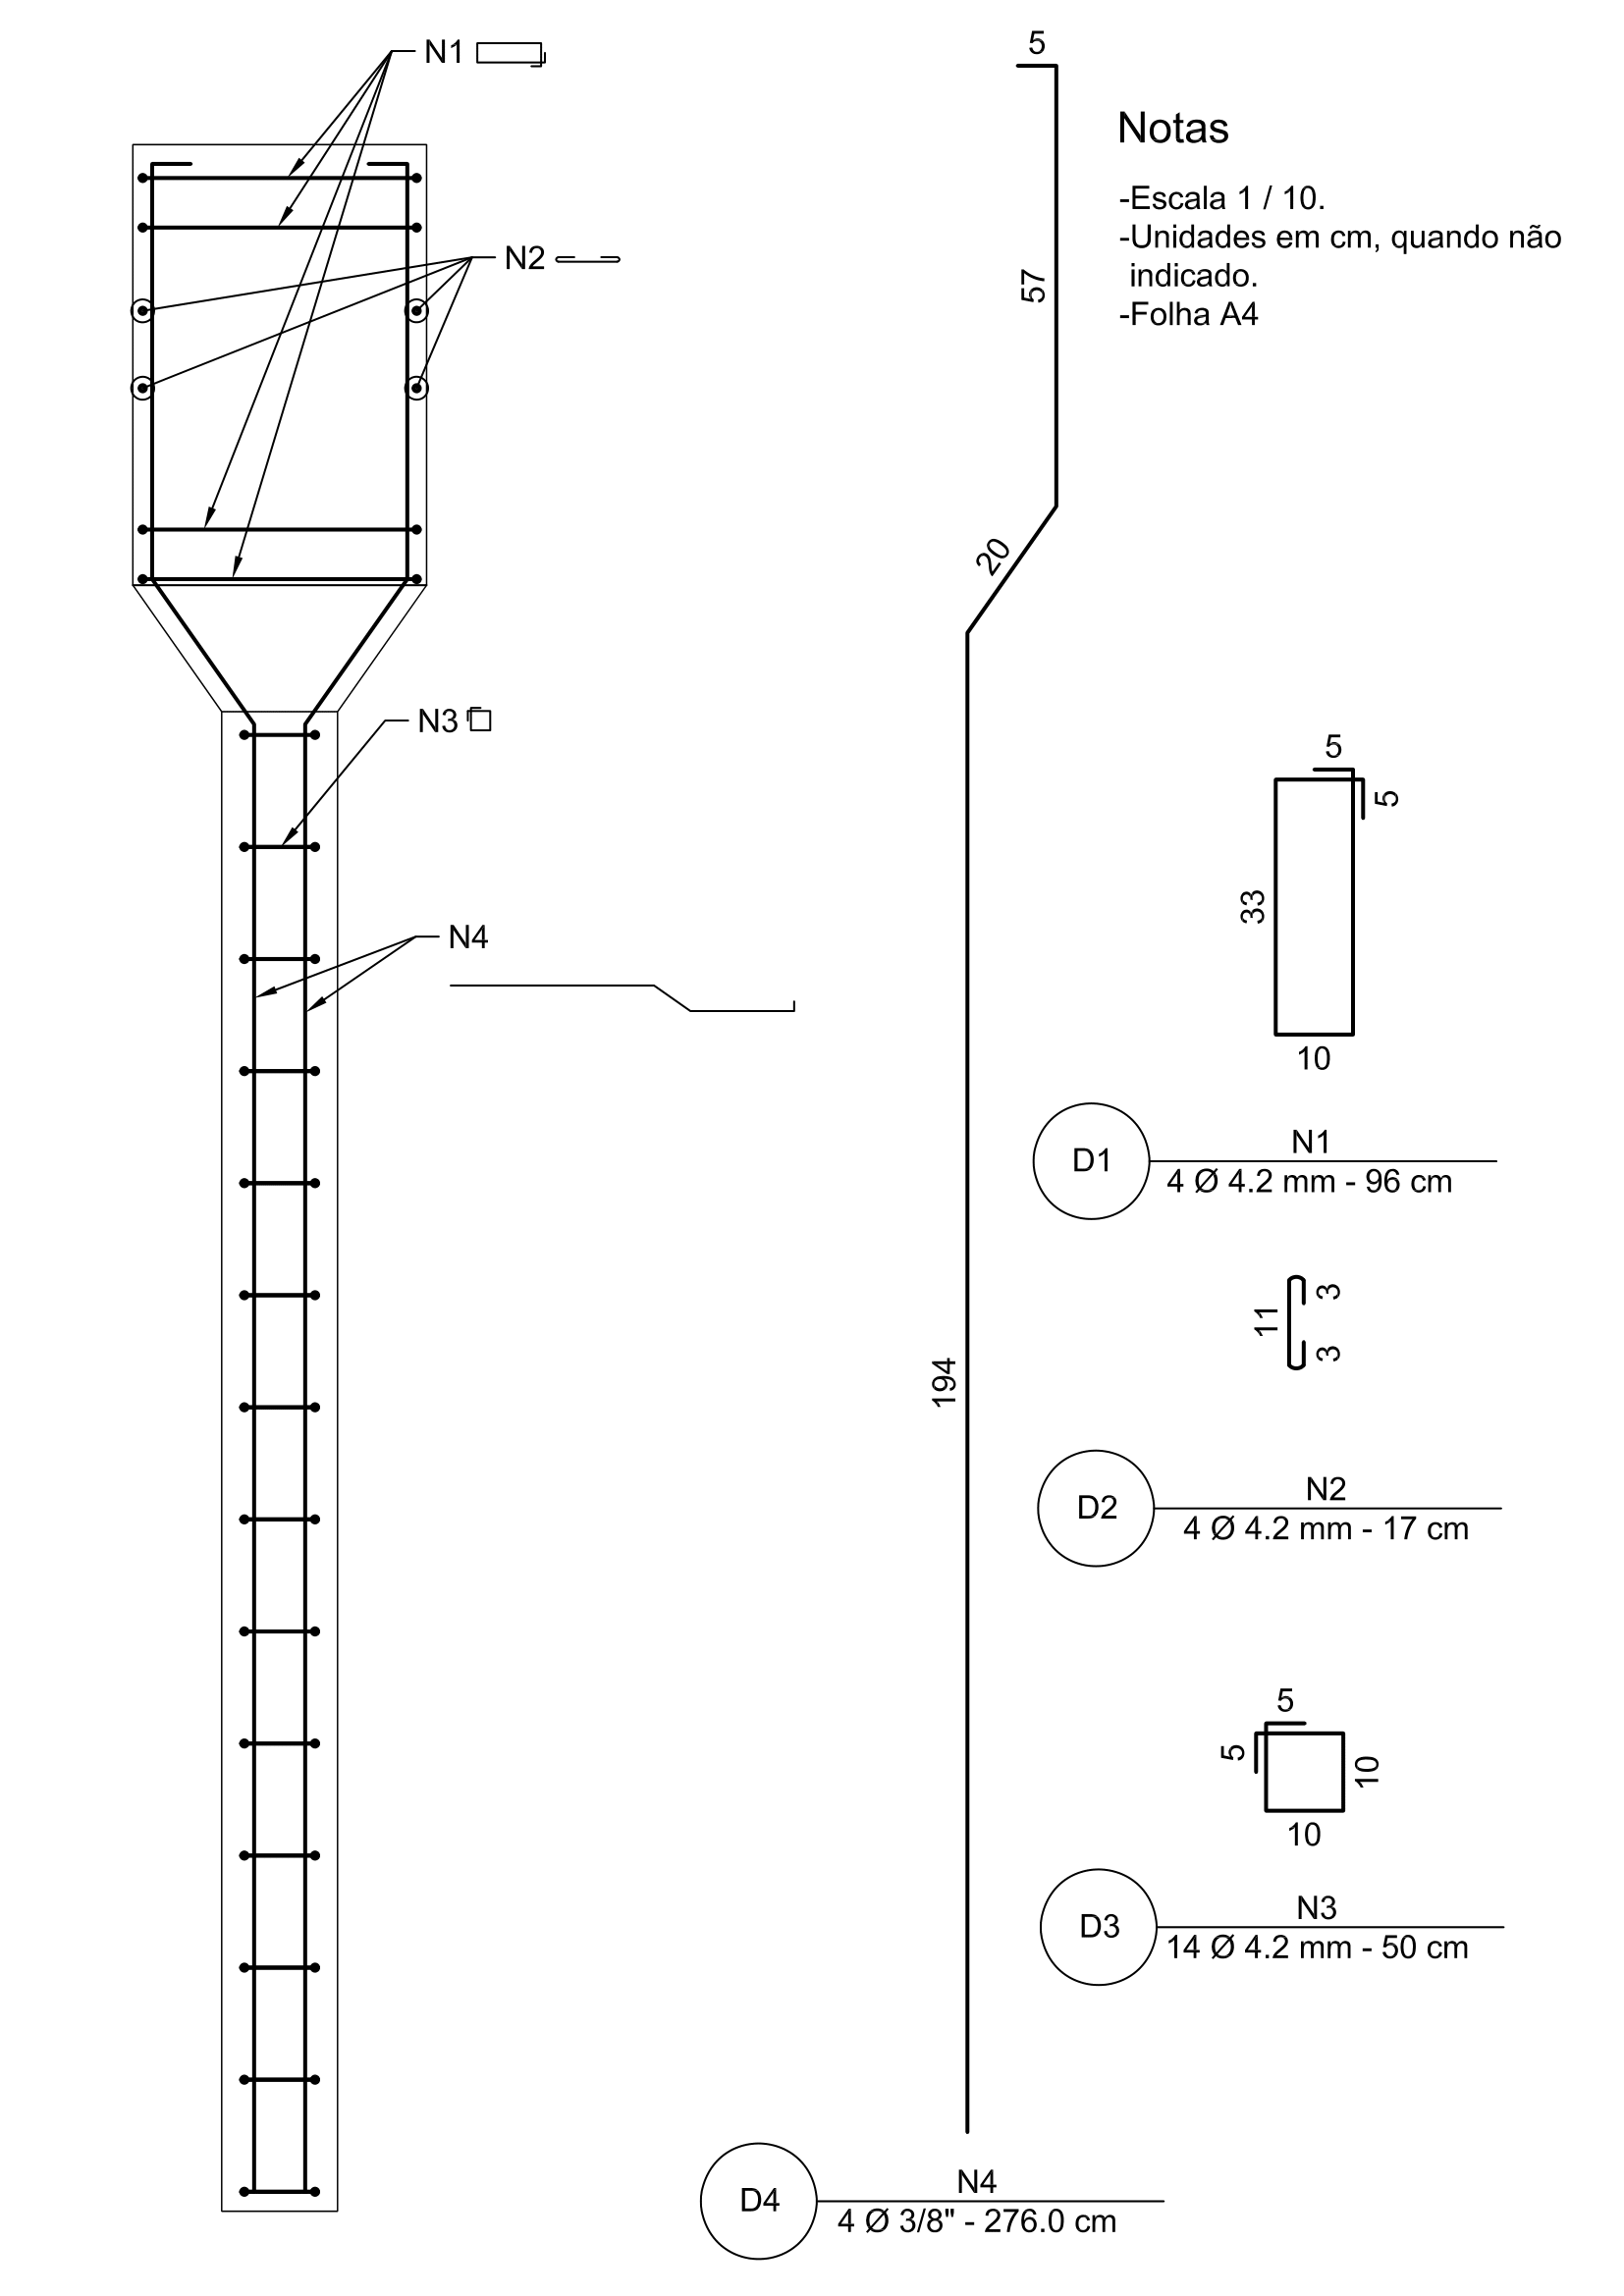 N1
N2
N3
N4
5
57
20
194
Notas
-Escala 1 / 10.
-Unidades em cm, quando não
indicado.
-Folha A4
5
5
33
10
D1
N1
4 Ø 4.2 mm - 96 cm
11
3
3
D2
N2
4 Ø 4.2 mm - 17 cm
5
5
10
10
D3
N3
14 Ø 4.2 mm - 50 cm
D4
N4
4 Ø 3/8" - 276.0 cm